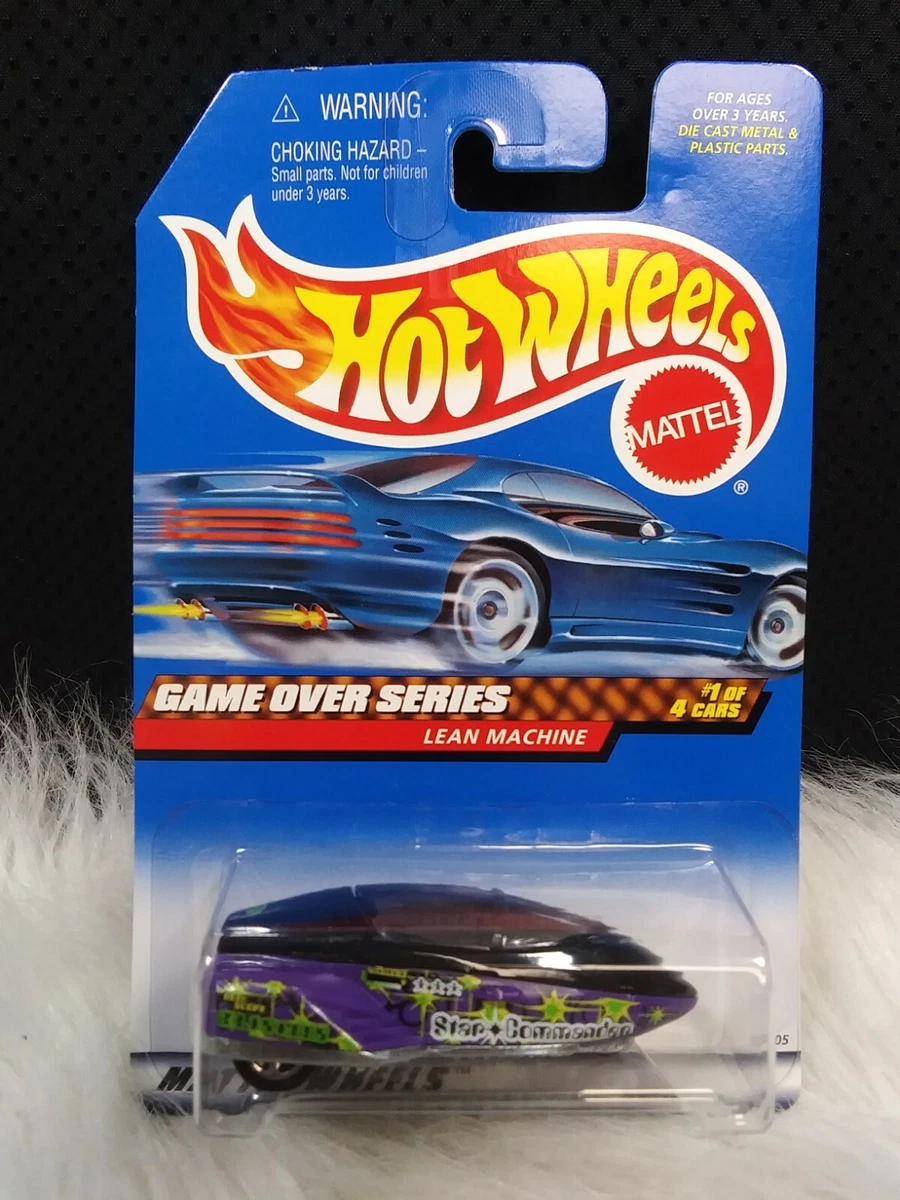 WARNING:
CHOKING HAZARD –
Small parts. Not for children
under 3 years.
FOR AGES
OVER 3 YEARS.
DIE CAST METAL &
PLASTIC PARTS.
HOT WHEELS
MATTEL
®
GAME OVER SERIES
#1 OF
4 CARS
LEAN MACHINE
Star Commander
05
WHEELS™